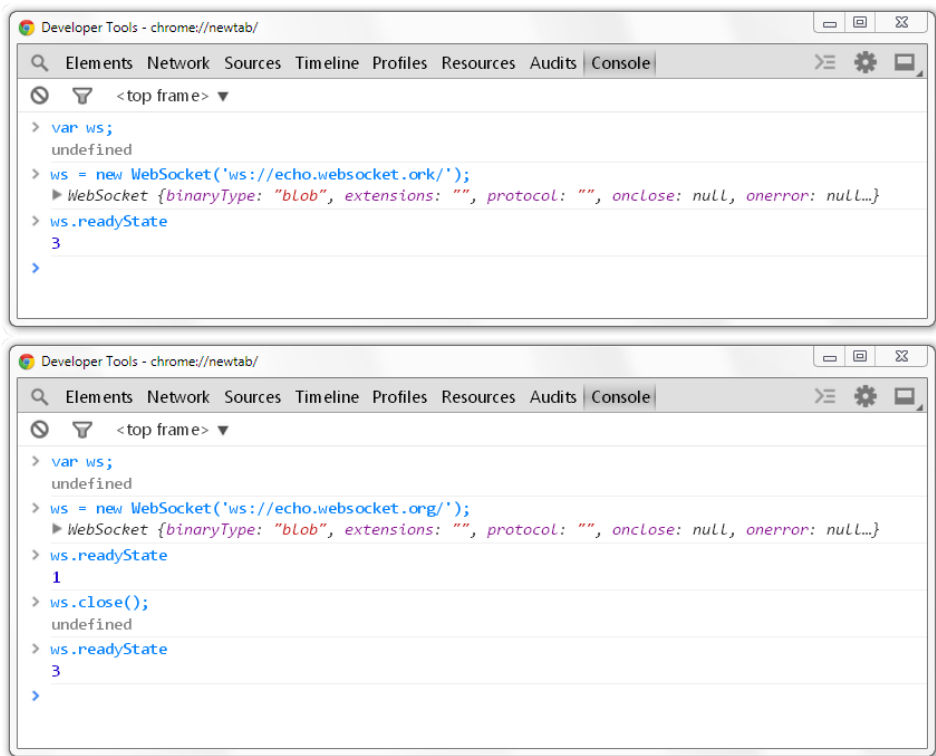 Developer Tools - chrome://newtab/
Elements Network Sources Timeline Profiles Resources Audits Console
<top frame> ▼
> var ws;
undefined
> ws = new WebSocket('ws://echo.websocket.ork/');
▶ WebSocket {binaryType: "blob", extensions: "", protocol: "", onclose: null, onerror: null…}
> ws.readyState
3
>
Developer Tools - chrome://newtab/
Elements Network Sources Timeline Profiles Resources Audits Console
<top frame> ▼
> var ws;
undefined
> ws = new WebSocket('ws://echo.websocket.org/');
▶ WebSocket {binaryType: "blob", extensions: "", protocol: "", onclose: null, onerror: null…}
> ws.readyState
1
> ws.close();
undefined
> ws.readyState
3
>